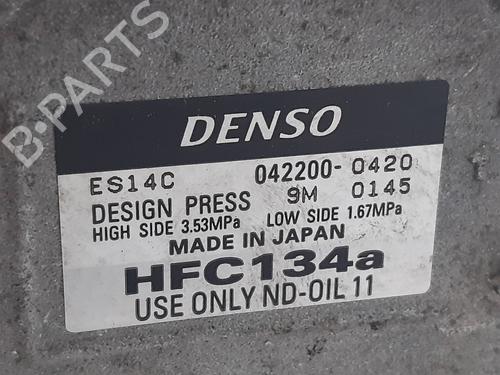 B-PARTS
DENSO
ES14C 042200-0420
DESIGN PRESS 9M 0145
HIGH SIDE 3.53MPa LOW SIDE 1.67MPa
MADE IN JAPAN
HFC134a
USE ONLY ND-OIL 11